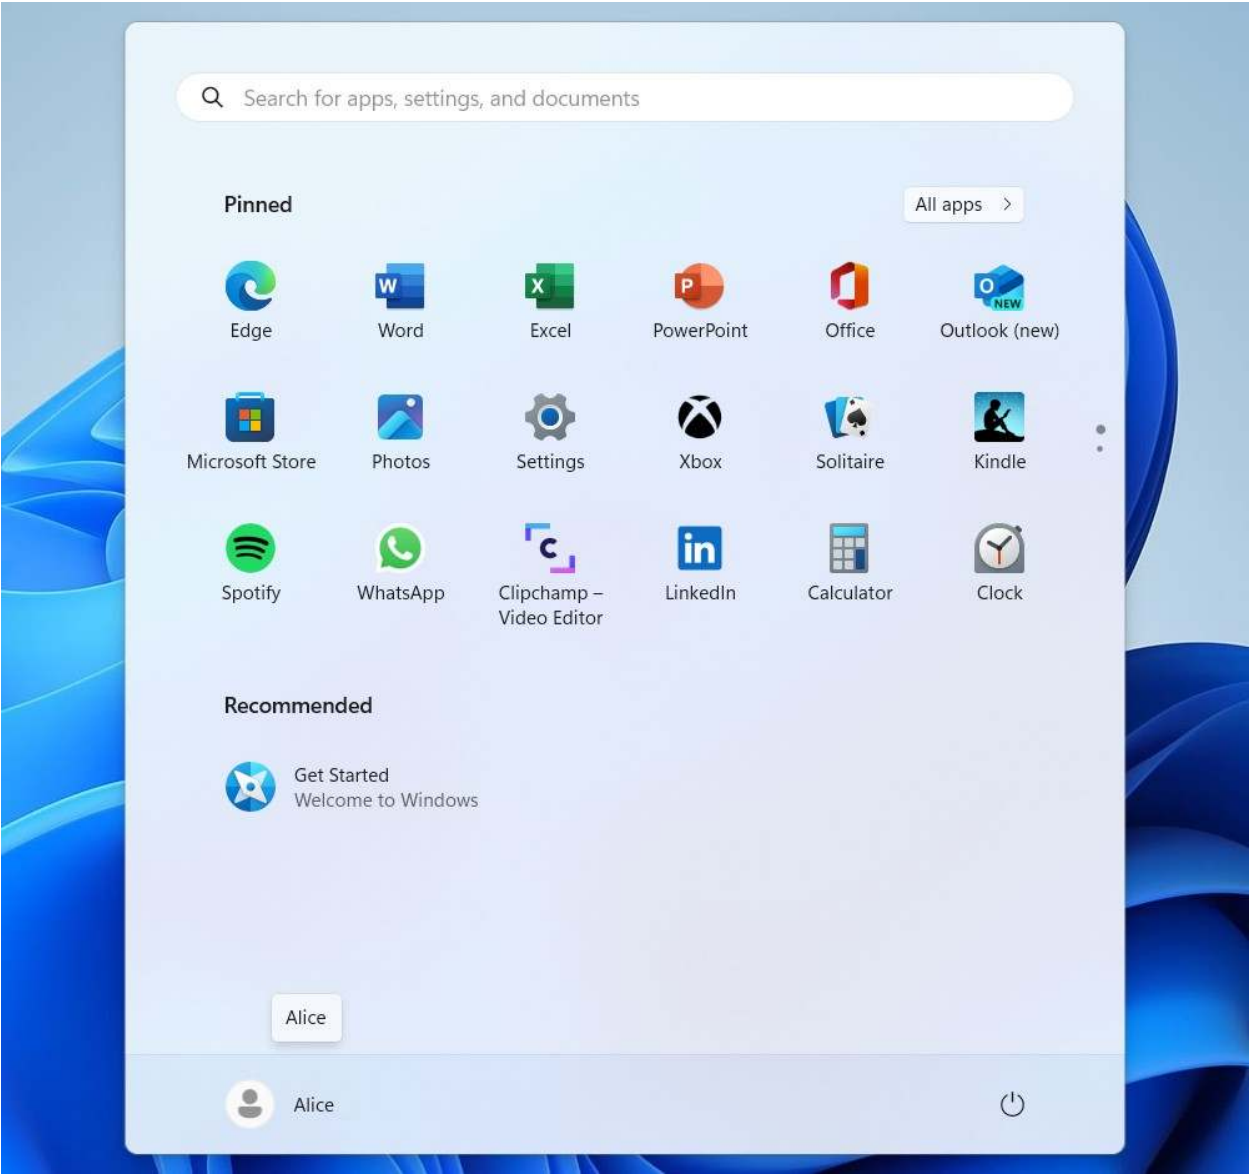 Search for apps, settings, and documents
Pinned
All apps
W
X
P
O
NEW
Edge
Word
Excel
PowerPoint
Office
Outlook (new)
Microsoft Store
Photos
Settings
Xbox
Solitaire
Kindle
C
in
Spotify
WhatsApp
Clipchamp –
Video Editor
LinkedIn
Calculator
Clock
Recommended
Get Started
Welcome to Windows
Alice
Alice